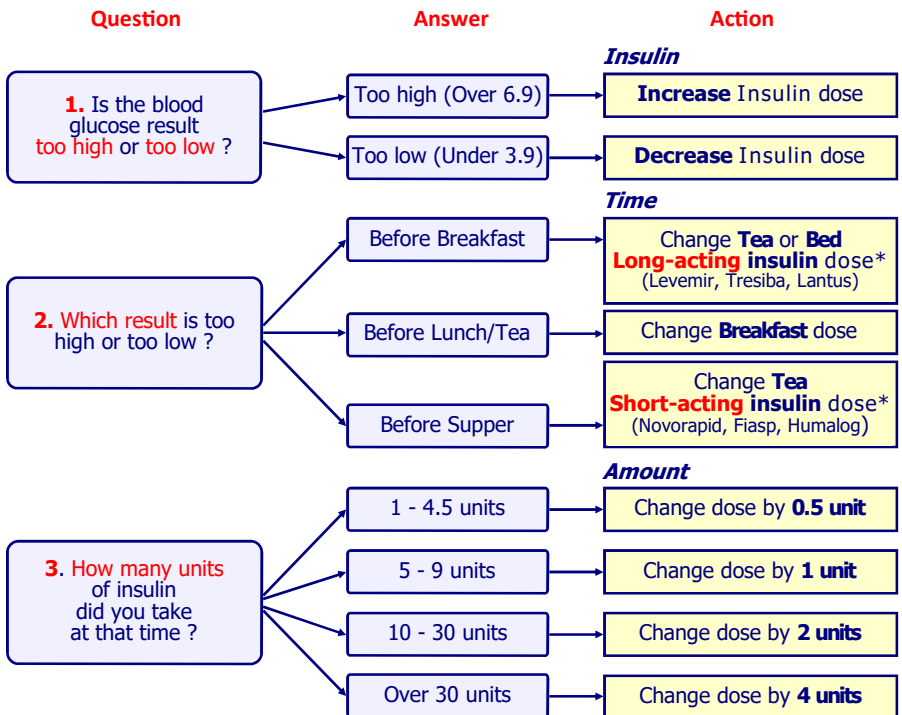 Question Answer Action
Insulin
1. Is the blood
glucose result
too high or too low ?
Too high (Over 6.9)
Increase Insulin dose
Too low (Under 3.9)
Decrease Insulin dose
Time
2. Which result is too
high or too low ?
Before Breakfast
Change Tea or Bed
Long-acting insulin dose*
(Levemir, Tresiba, Lantus)
Before Lunch/Tea
Change Breakfast dose
Before Supper
Change Tea
Short-acting insulin dose*
(Novorapid, Fiasp, Humalog)
Amount
3. How many units
of insulin
did you take
at that time ?
1 - 4.5 units
Change dose by 0.5 unit
5 - 9 units
Change dose by 1 unit
10 - 30 units
Change dose by 2 units
Over 30 units
Change dose by 4 units